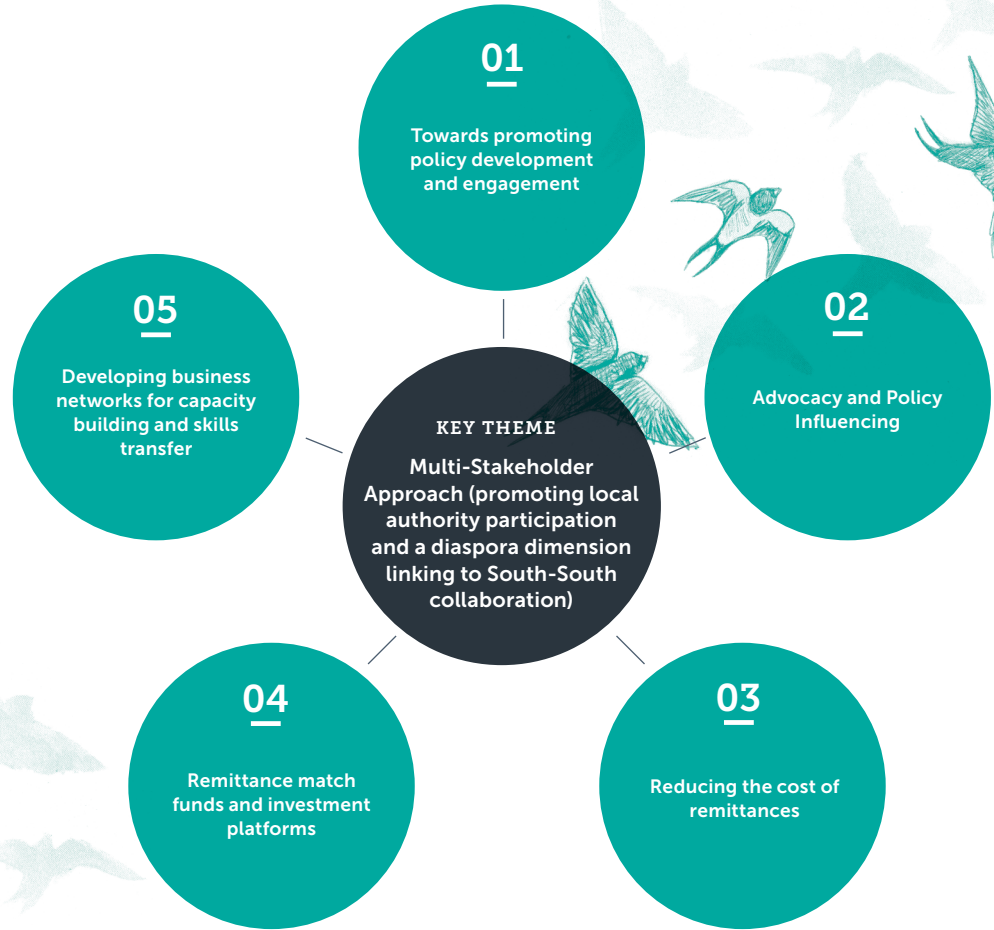 01
Towards promoting
policy development
and engagement
02
Advocacy and Policy
Influencing
03
Reducing the cost of
remittances
04
Remittance match
funds and investment
platforms
05
Developing business
networks for capacity
building and skills
transfer
KEY THEME
Multi-Stakeholder
Approach (promoting local
authority participation
and a diaspora dimension
linking to South-South
collaboration)